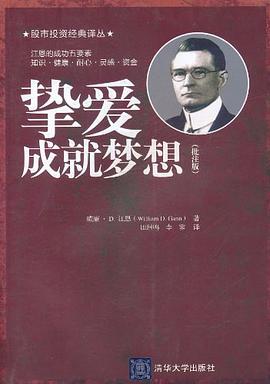 ★股市投资经典译丛★
江恩的成功五要素
知识·健康·耐心·灵感·资金
挚爱
成就梦想
(批注版)
威廉·D.江恩(William D.Gann) 著
李 译
清华大学出版社